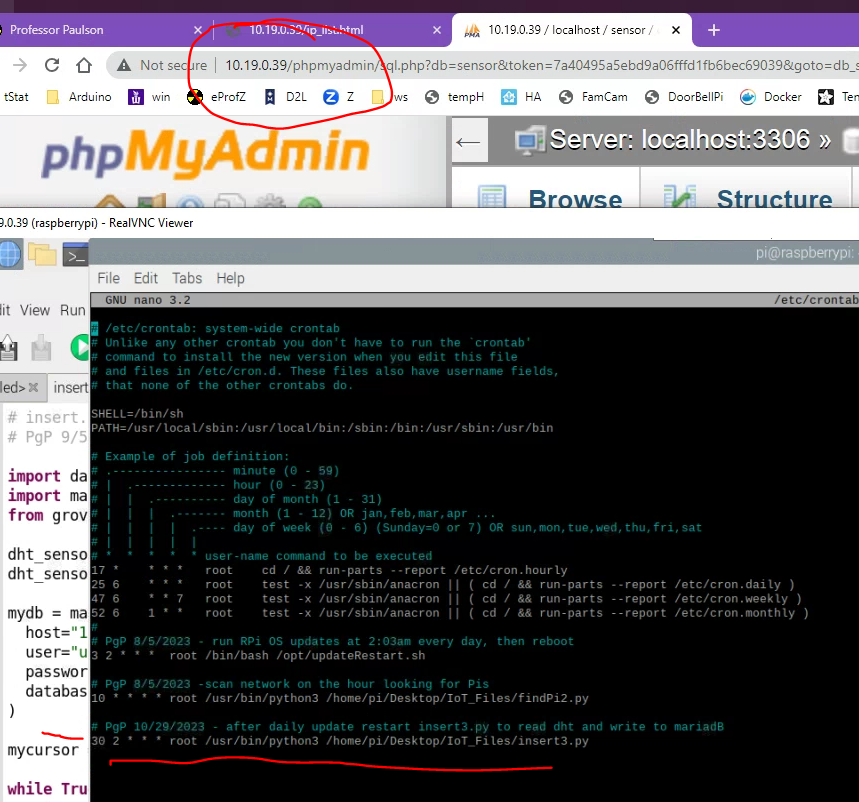 Professor Paulson
10.19.0.39/ip_list.html
10.19.0.39 / localhost / sensor /
Not secure
10.19.0.39/phpmyadmin/sql.php?db=sensor&token=7a40495a5ebd9a06fffd1fb6bec69039&goto=db_s
tStat
Arduino
win
eProfZ
D2L
Z
ws
tempH
HA
FamCam
DoorBellPi
Docker
Ten
phpMyAdmin
Server: localhost:3306 »
Browse
Structure
9.0.39 (raspberrypi) - RealVNC Viewer
pi@raspberrypi:
File Edit Tabs Help
GNU nano 3.2 /etc/crontab
dit View Run
led> × insert
# insert.
# PgP 9/5
import da
import ma
from grov
dht_senso
dht_senso
mydb = ma
host="1
user="u
passwor
databas
)
mycursor
while Tru
# /etc/crontab: system-wide crontab
# Unlike any other crontab you don't have to run the `crontab'
# command to install the new version when you edit this file
# and files in /etc/cron.d. These files also have username fields,
# that none of the other crontabs do.
SHELL=/bin/sh
PATH=/usr/local/sbin:/usr/local/bin:/sbin:/bin:/usr/sbin:/usr/bin
# Example of job definition:
# .---------------- minute (0 - 59)
# | .------------- hour (0 - 23)
# | | .---------- day of month (1 - 31)
# | | | .------- month (1 - 12) OR jan,feb,mar,apr ...
# | | | | .---- day of week (0 - 6) (Sunday=0 or 7) OR sun,mon,tue,wed,thu,fri,sat
# | | | | |
# * * * * * user-name command to be executed
17 * * * * root cd / && run-parts --report /etc/cron.hourly
25 6 * * * root test -x /usr/sbin/anacron || ( cd / && run-parts --report /etc/cron.daily )
47 6 * * 7 root test -x /usr/sbin/anacron || ( cd / && run-parts --report /etc/cron.weekly )
52 6 1 * * root test -x /usr/sbin/anacron || ( cd / && run-parts --report /etc/cron.monthly )
#
# PgP 8/5/2023 - run RPi OS updates at 2:03am every day, then reboot
3 2 * * * root /bin/bash /opt/updateRestart.sh
# PgP 8/5/2023 -scan network on the hour looking for Pis
10 * * * * root /usr/bin/python3 /home/pi/Desktop/IoT_Files/findPi2.py
# PgP 10/29/2023 - after daily update restart insert3.py to read dht and write to mariadB
30 2 * * * root /usr/bin/python3 /home/pi/Desktop/IoT_Files/insert3.py